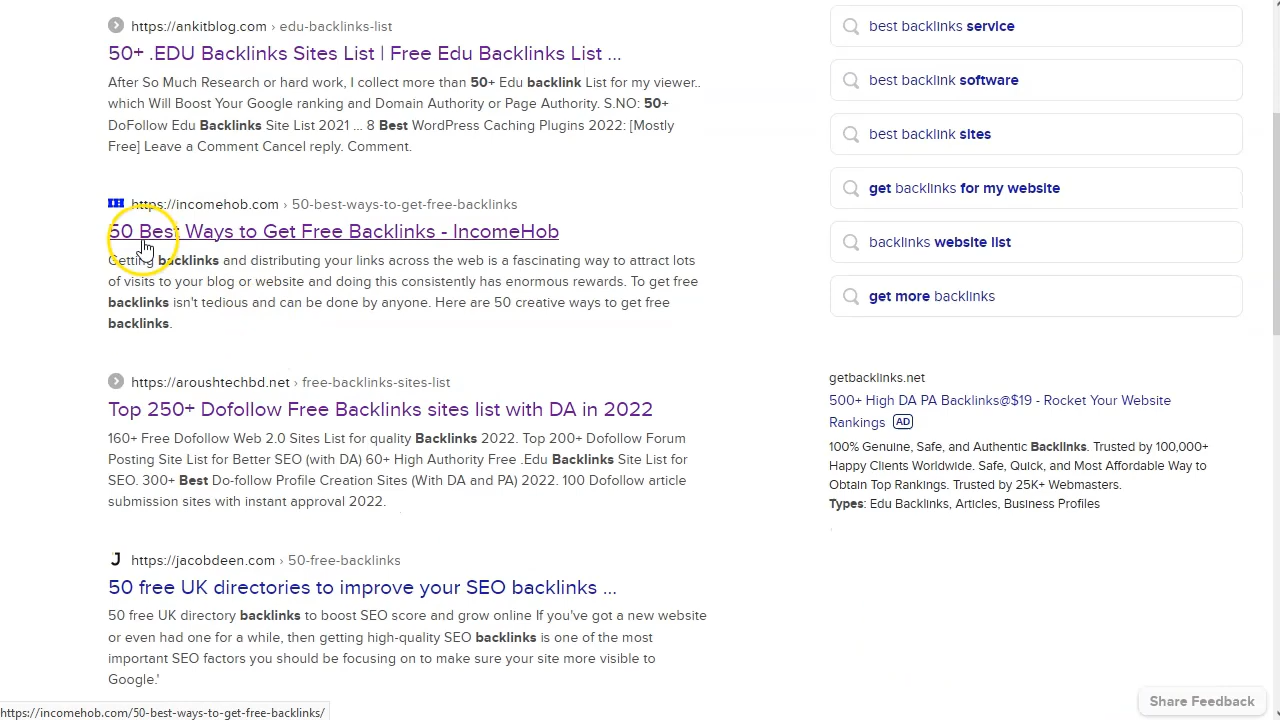 https://ankitblog.com › edu-backlinks-list
50+ .EDU Backlinks Sites List | Free Edu Backlinks List ...
After So Much Research or hard work, I collect more than 50+ Edu backlink List for my viewer..
which Will Boost Your Google ranking and Domain Authority or Page Authority. S.NO: 50+
DoFollow Edu Backlinks Site List 2021 ... 8 Best WordPress Caching Plugins 2022: [Mostly
Free] Leave a Comment Cancel reply. Comment.
https://incomehob.com › 50-best-ways-to-get-free-backlinks
50 Best Ways to Get Free Backlinks - IncomeHob
Getting backlinks and distributing your links across the web is a fascinating way to attract lots
of visits to your blog or website and doing this consistently has enormous rewards. To get free
backlinks isn't tedious and can be done by anyone. Here are 50 creative ways to get free
backlinks.
https://aroushtechbd.net › free-backlinks-sites-list
Top 250+ Dofollow Free Backlinks sites list with DA in 2022
160+ Free Dofollow Web 2.0 Sites List for quality Backlinks 2022. Top 200+ Dofollow Forum
Posting Site List for Better SEO (with DA) 60+ High Authority Free .Edu Backlinks Site List for
SEO. 300+ Best Do-follow Profile Creation Sites (With DA and PA) 2022. 100 Dofollow article
submission sites with instant approval 2022.
J https://jacobdeen.com › 50-free-backlinks
50 free UK directories to improve your SEO backlinks ...
50 free UK directory backlinks to boost SEO score and grow online If you've got a new website
or even had one for a while, then getting high-quality SEO backlinks is one of the most
important SEO factors you should be focusing on to make sure your site more visible to
Google.'
best backlinks service
best backlink software
best backlink sites
get backlinks for my website
backlinks website list
get more backlinks
getbacklinks.net
500+ High DA PA Backlinks@$19 - Rocket Your Website
Rankings AD
100% Genuine, Safe, and Authentic Backlinks. Trusted by 100,000+
Happy Clients Worldwide. Safe, Quick, and Most Affordable Way to
Obtain Top Rankings. Trusted by 25K+ Webmasters.
Types: Edu Backlinks, Articles, Business Profiles
Share Feedback
https://incomehob.com/50-best-ways-to-get-free-backlinks/